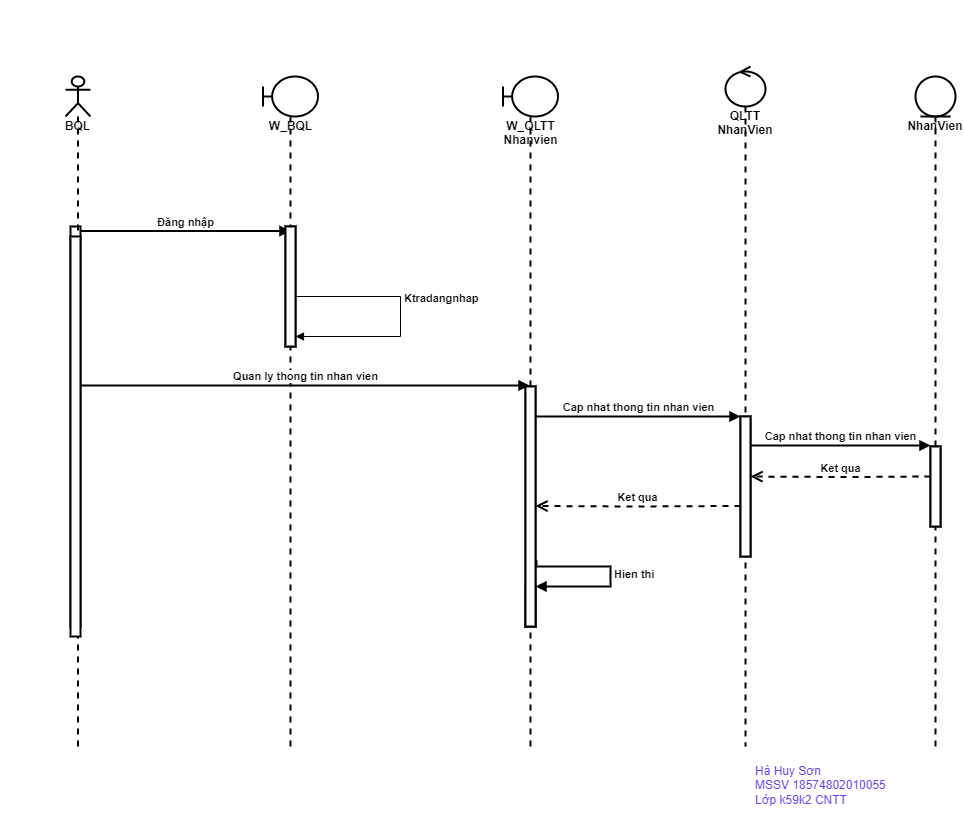 BQL
W_BQL
W_QLTT
Nhanvien
QLTT
NhanVien
NhanVien
Đăng nhập
Ktradangnhap
Quan ly thong tin nhan vien
Cap nhat thong tin nhan vien
Cap nhat thong tin nhan vien
Ket qua
Ket qua
Hien thi
Hà Huy Sơn
MSSV 18574802010055
Lớp k59k2 CNTT